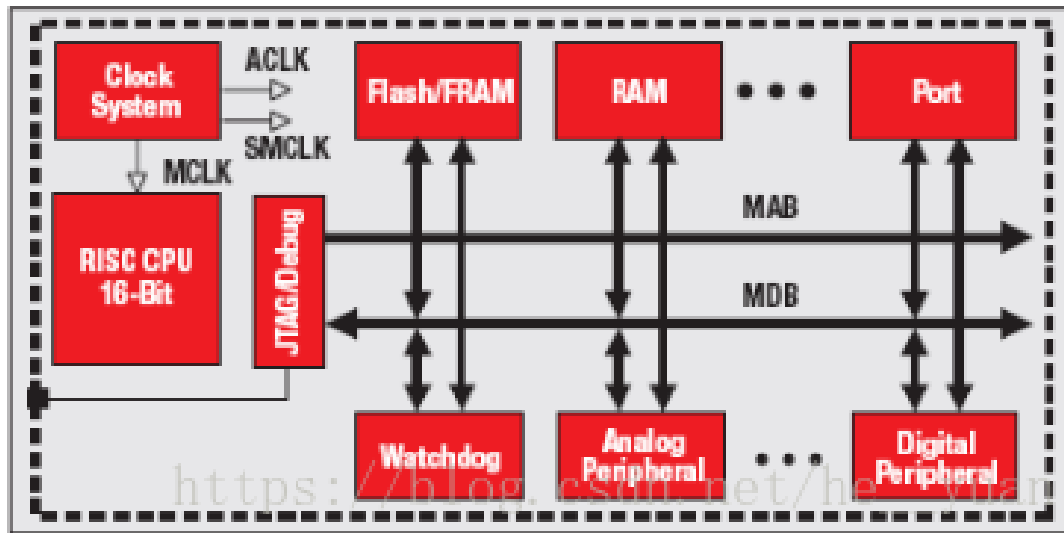 Clock
System
ACLK
SMCLK
MCLK
Flash/FRAM
RAM
Port
RISC CPU
16-Bit
JTAG/Debug
MAB
MDB
Watchdog
Analog
Peripheral
Digital
Peripheral
https://blog.csdn.net/he_yuan